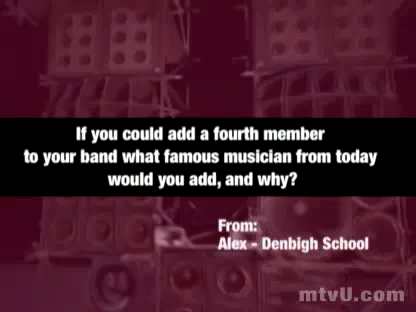 If you could add a fourth member
to your band what famous musician from today
would you add, and why?
From:
Alex - Denbigh School
mtvU.com